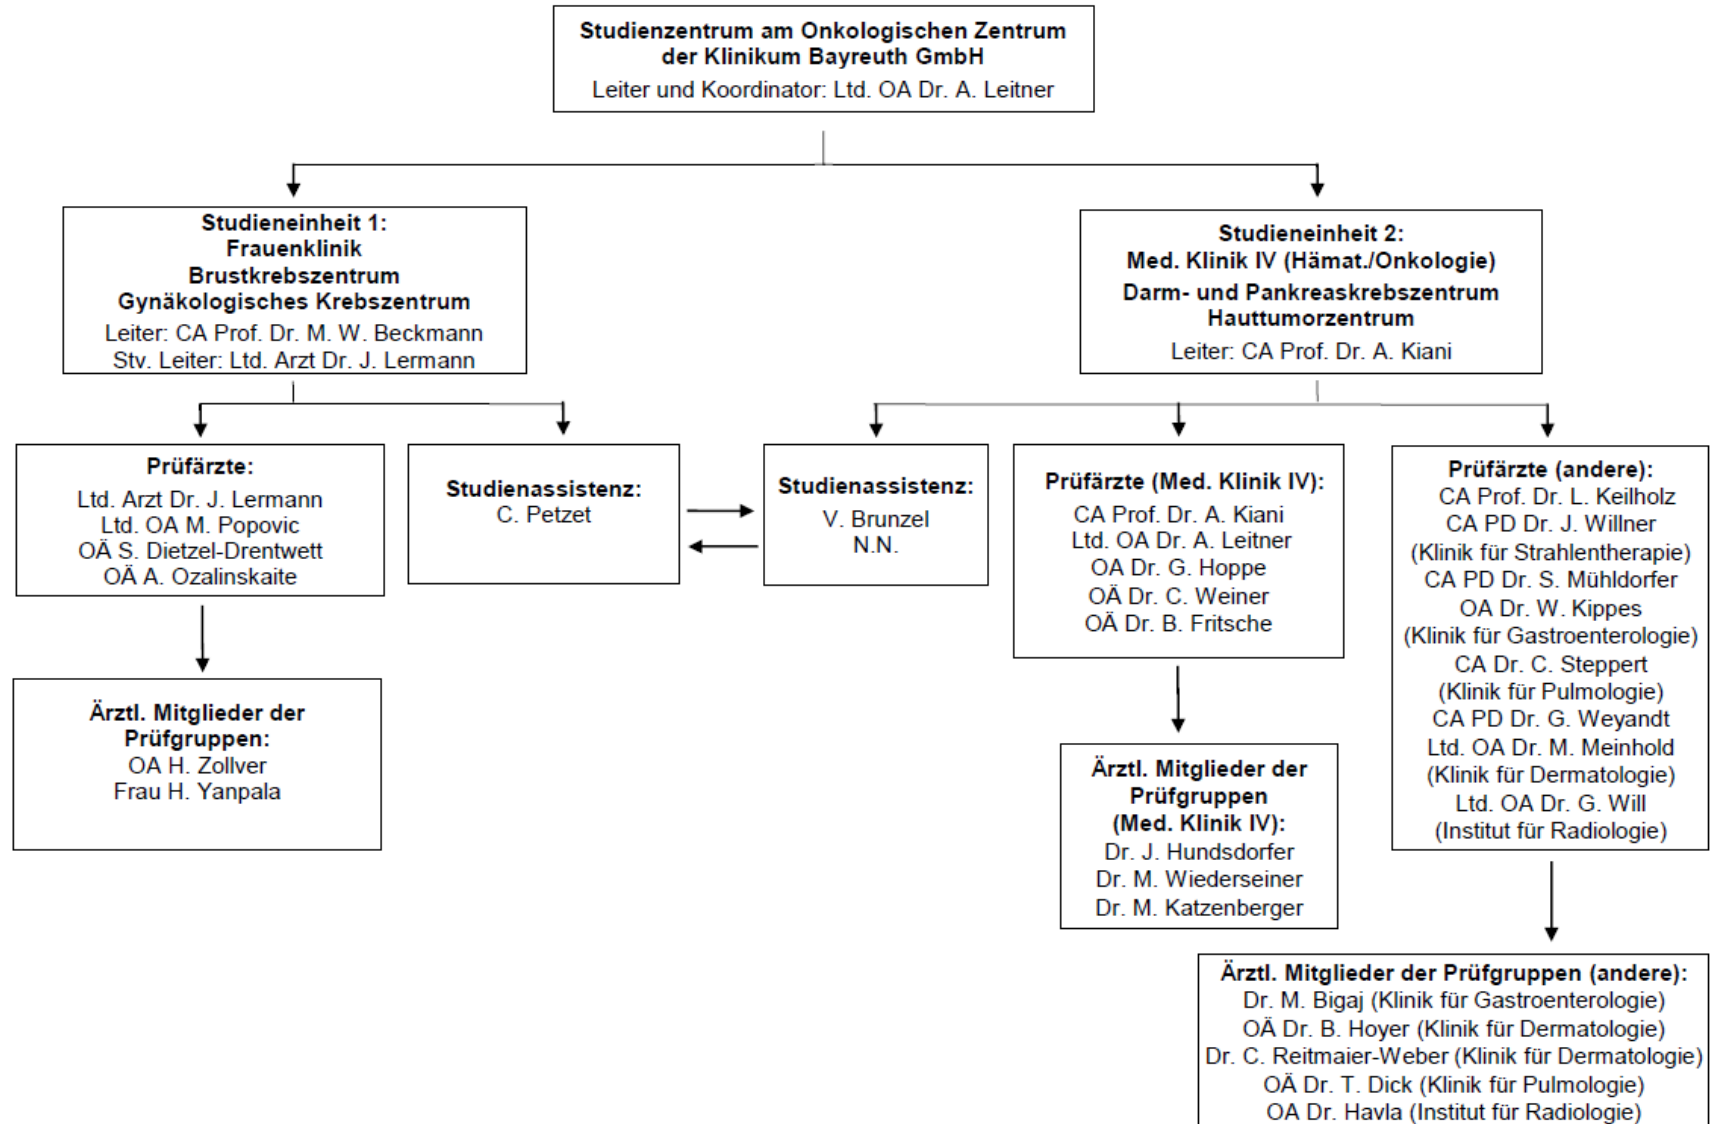 Studienzentrum am Onkologischen Zentrum
der Klinikum Bayreuth GmbH
Leiter und Koordinator: Ltd. OA Dr. A. Leitner
Studieneinheit 1:
Frauenklinik
Brustkrebszentrum
Gynäkologisches Krebszentrum
Leiter: CA Prof. Dr. M. W. Beckmann
Stv. Leiter: Ltd. Arzt Dr. J. Lermann
Studieneinheit 2:
Med. Klinik IV (Hämat./Onkologie)
Darm- und Pankreaskrebszentrum
Hauttumorzentrum
Leiter: CA Prof. Dr. A. Kiani
Prüfärzte:
Ltd. Arzt Dr. J. Lermann
Ltd. OA M. Popovic
OÄ S. Dietzel-Drentwett
OÄ A. Ozalinskaite
Studienassistenz:
C. Petzet
Studienassistenz:
V. Brunzel
N.N.
Prüfärzte (Med. Klinik IV):
CA Prof. Dr. A. Kiani
Ltd. OA Dr. A. Leitner
OA Dr. G. Hoppe
OÄ Dr. C. Weiner
OÄ Dr. B. Fritsche
Prüfärzte (andere):
CA Prof. Dr. L. Keilholz
CA PD Dr. J. Willner
(Klinik für Strahlentherapie)
CA PD Dr. S. Mühldorfer
OA Dr. W. Kippes
(Klinik für Gastroenterologie)
CA Dr. C. Steppert
(Klinik für Pulmologie)
CA PD Dr. G. Weyandt
Ltd. OA Dr. M. Meinhold
(Klinik für Dermatologie)
Ltd. OA Dr. G. Will
(Institut für Radiologie)
Ärztl. Mitglieder der
Prüfgruppen:
OA H. Zollver
Frau H. Yanpala
Ärztl. Mitglieder der
Prüfgruppen
(Med. Klinik IV):
Dr. J. Hundsdorfer
Dr. M. Wiederseiner
Dr. M. Katzenberger
Ärztl. Mitglieder der Prüfgruppen (andere):
Dr. M. Bigaj (Klinik für Gastroenterologie)
OÄ Dr. B. Hoyer (Klinik für Dermatologie)
Dr. C. Reitmaier-Weber (Klinik für Dermatologie)
OÄ Dr. T. Dick (Klinik für Pulmologie)
OA Dr. Havla (Institut für Radiologie)